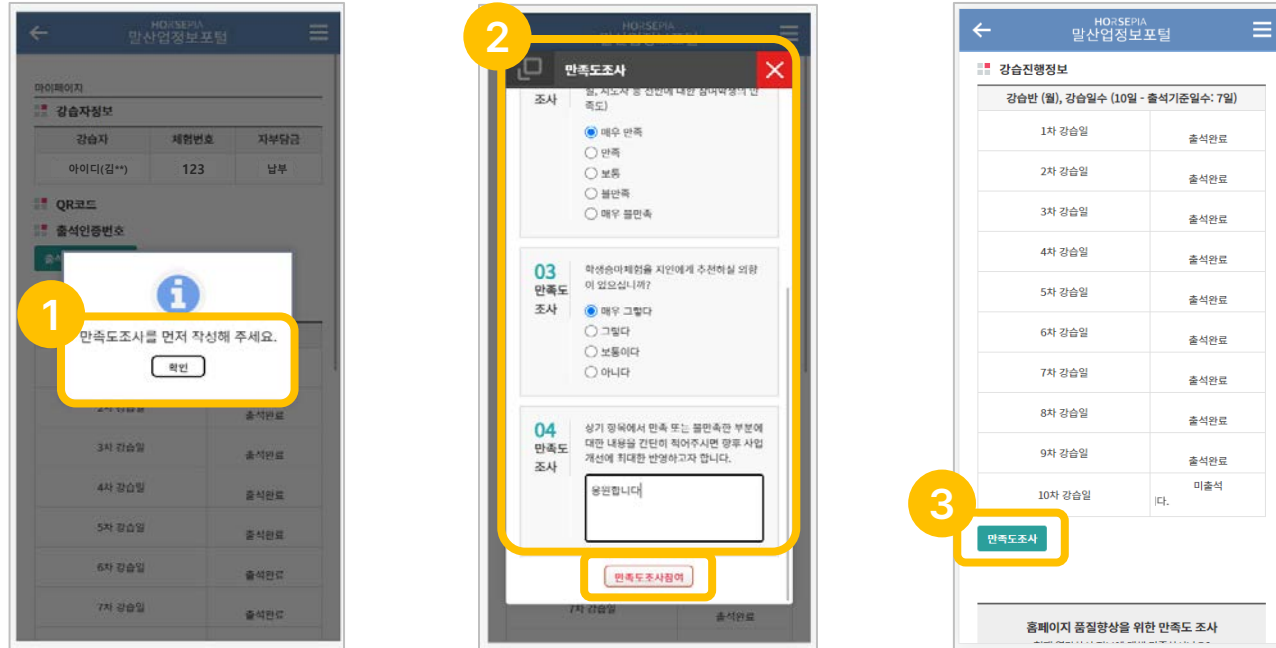 HORSEPIA
말산업정보포털
마이페이지
강습자정보
강습자 체험번호 자부담금
아이디(김**) 123 납부
QR코드
출석인증번호
1
만족도조사를 먼저 작성해 주세요.
확인
2차 강습일 출석완료
3차 강습일 출석완료
4차 강습일 출석완료
5차 강습일 출석완료
6차 강습일 출석완료
7차 강습일 출석완료
2
HORSEPIA
만족도조사
조사
족도)
매우 만족
만족
보통
불만족
매우 불만족
03
만족도
조사
학생승마체험을 지인에게 추천하실 의향
이 있으십니까?
매우 그렇다
그렇다
보통이다
아니다
04
만족도
조사
상기 항목에서 만족 또는 불만족한 부분에
대한 내용을 간단히 적어주시면 향후 사업
개선에 최대한 반영하고자 합니다.
응원합니다
만족도조사참여
7차 강습일 출석완료
HORSEPIA
말산업정보포털
강습진행정보
강습반 (월), 강습일수 (10일 - 출석기준일수: 7일)
1차 강습일 출석완료
2차 강습일 출석완료
3차 강습일 출석완료
4차 강습일 출석완료
5차 강습일 출석완료
6차 강습일 출석완료
7차 강습일 출석완료
8차 강습일 출석완료
9차 강습일 출석완료
10차 강습일 미출석
다.
3
만족도조사
홈페이지 품질향상을 위한 만족도 조사